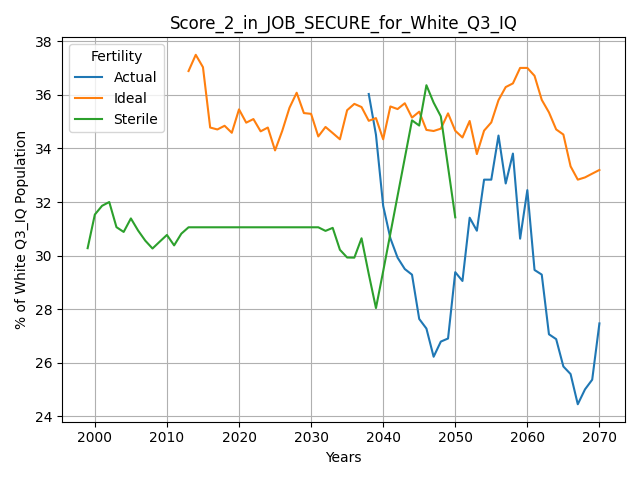 Score_2_in_JOB_SECURE_for_White_Q3_IQ
% of White Q3_IQ Population
38
36
34
32
30
28
26
24
Fertility
Actual
Ideal
Sterile
2000 2010 2020 2030 2040 2050 2060 2070
Years